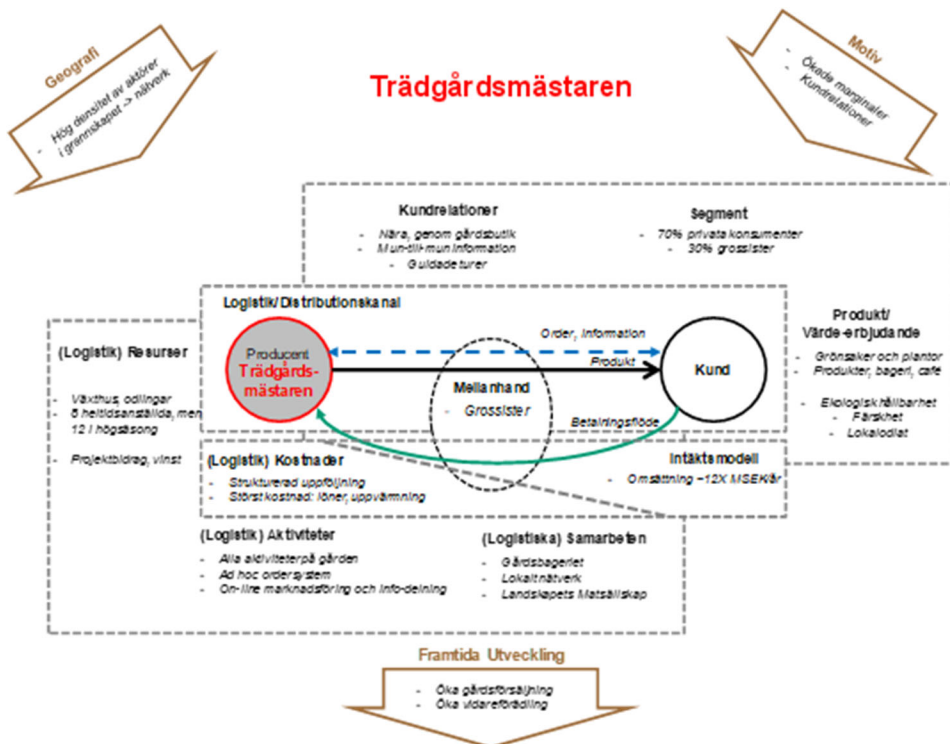 Geografi
- Hög densitet av aktörer
i grannskapet -> nätverk
Trädgårdsmästaren
Motiv
- Ökade marginaler
- Kundrelationer
Kundrelationer
- Nära, genom gårdsbutik
- Mun-till-mun information
- Guidade turer
Segment
- 70% privata konsumenter
- 30% grossister
Logistik/Distributionskanal
Producent
Trädgårds-
mästaren
Order, information
Produkt
Mellanhand
- Grossister
Betalningsflöde
Kund
Produkt/
Värde-erbjudande
- Grönsaker och plantor
- Produkter, bageri, café
- Ekologisk hållbarhet
- Färskhet
- Lokalodlat
(Logistik) Resurser
- Växthus, odlingar
- 6 heltidsanställda, men
12 i högsäsong
- Projektbidrag, vinst
(Logistik) Kostnader
- Strukturerad uppföljning
- Störst kostnad: löner, uppvärmning
Intäktsmodell
- Omsättning ~12X MSEK/år
(Logistik) Aktiviteter
- Alla aktiviteter på gården
- Ad hoc ordersystem
- On-line marknadsföring och info-delning
(Logistiska) Samarbeten
- Gårdsbageriet
- Lokalt nätverk
- Landskapets Matsällskap
Framtida Utveckling
- Öka gårdsförsäljning
- Öka vidareförädling